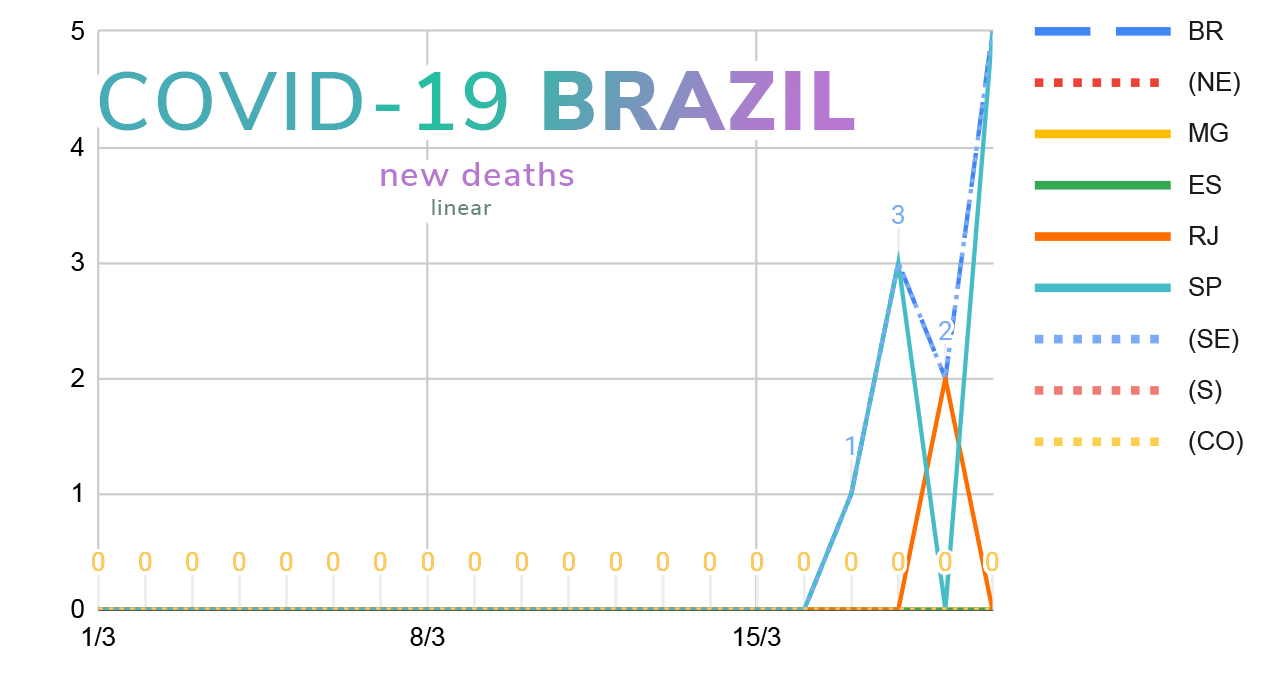 5
COVID-19 BRAZIL
4
new deaths
linear
3
3
2
2
1
1
0 0 0 0 0 0 0 0 0 0 0 0 0 0 0 0 0 0 0 0
0
1/3 8/3 15/3
BR
(NE)
MG
ES
RJ
SP
(SE)
(S)
(CO)